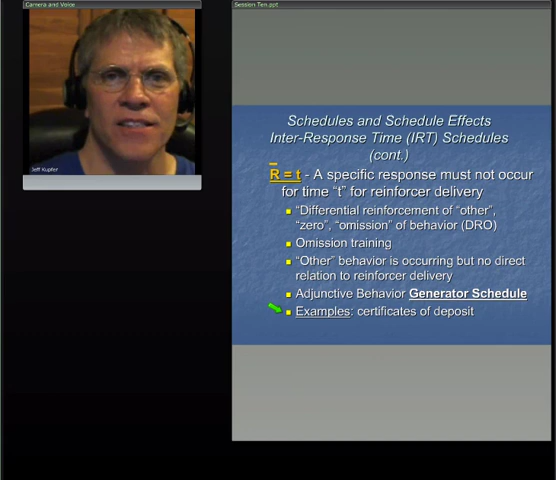 Camera and Voice
Session Ten.ppt
Jeff Kupfer
Schedules and Schedule Effects
Inter-Response Time (IRT) Schedules
(cont.)
R = t - A specific response must not occur
for time “t” for reinforcer delivery
“Differential reinforcement of “other”,
“zero”, “omission” of behavior (DRO)
Omission training
“Other” behavior is occurring but no direct
relation to reinforcer delivery
Adjunctive Behavior Generator Schedule
Examples: certificates of deposit